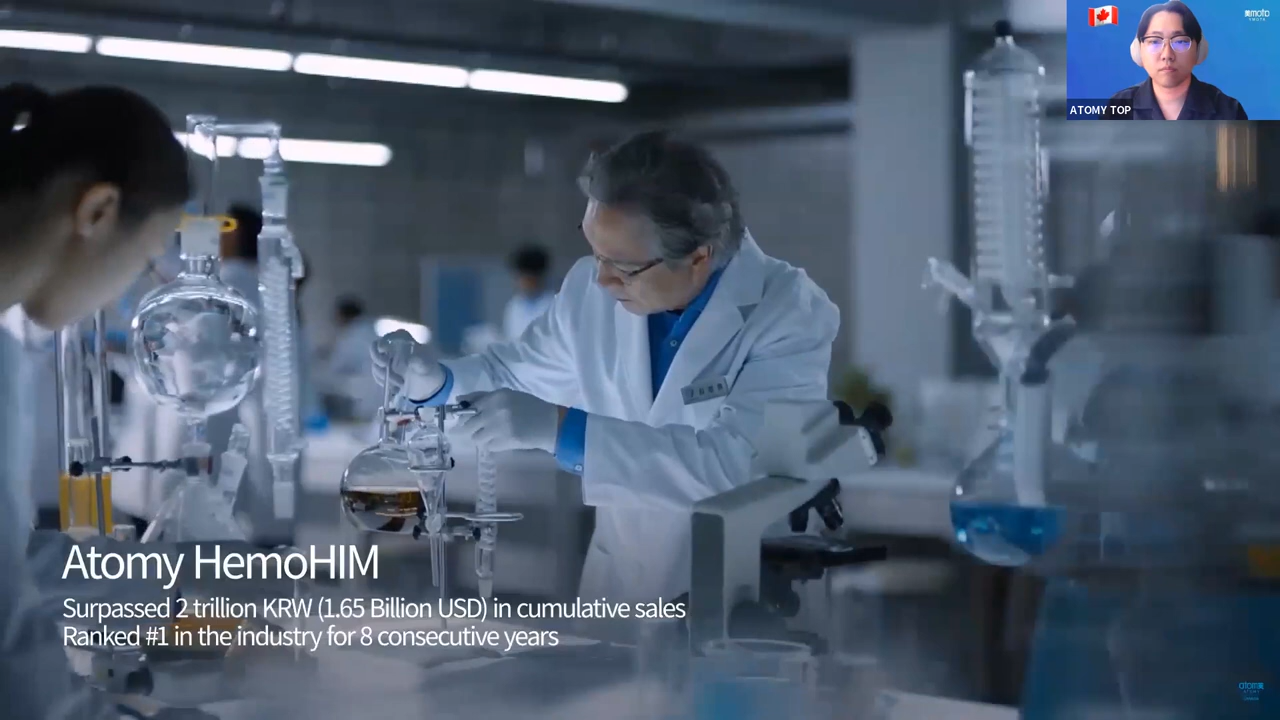 ATOMY TOP
Atomy HemoHIM
Surpassed 2 trillion KRW (1.65 Billion USD) in cumulative sales
Ranked #1 in the industry for 8 consecutive years